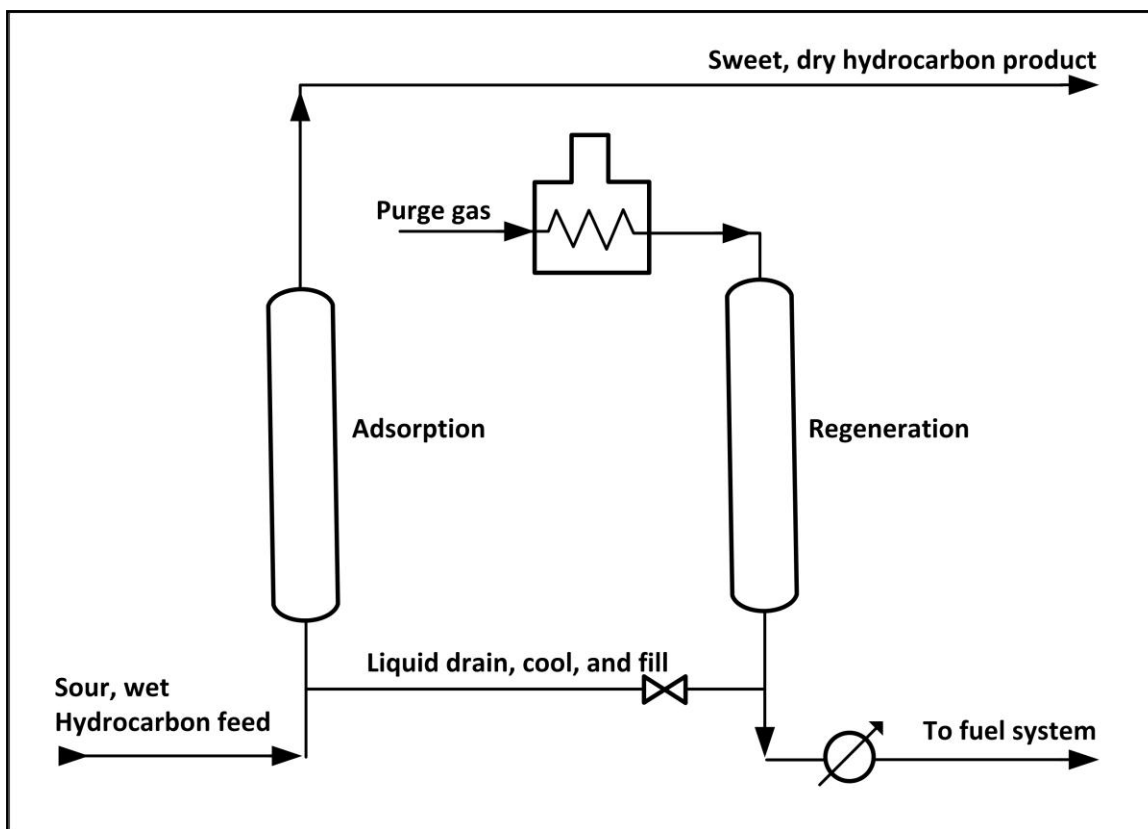 Sweet, dry hydrocarbon product
Purge gas
Adsorption
Regeneration
Liquid drain, cool, and fill
Sour, wet
Hydrocarbon feed
To fuel system